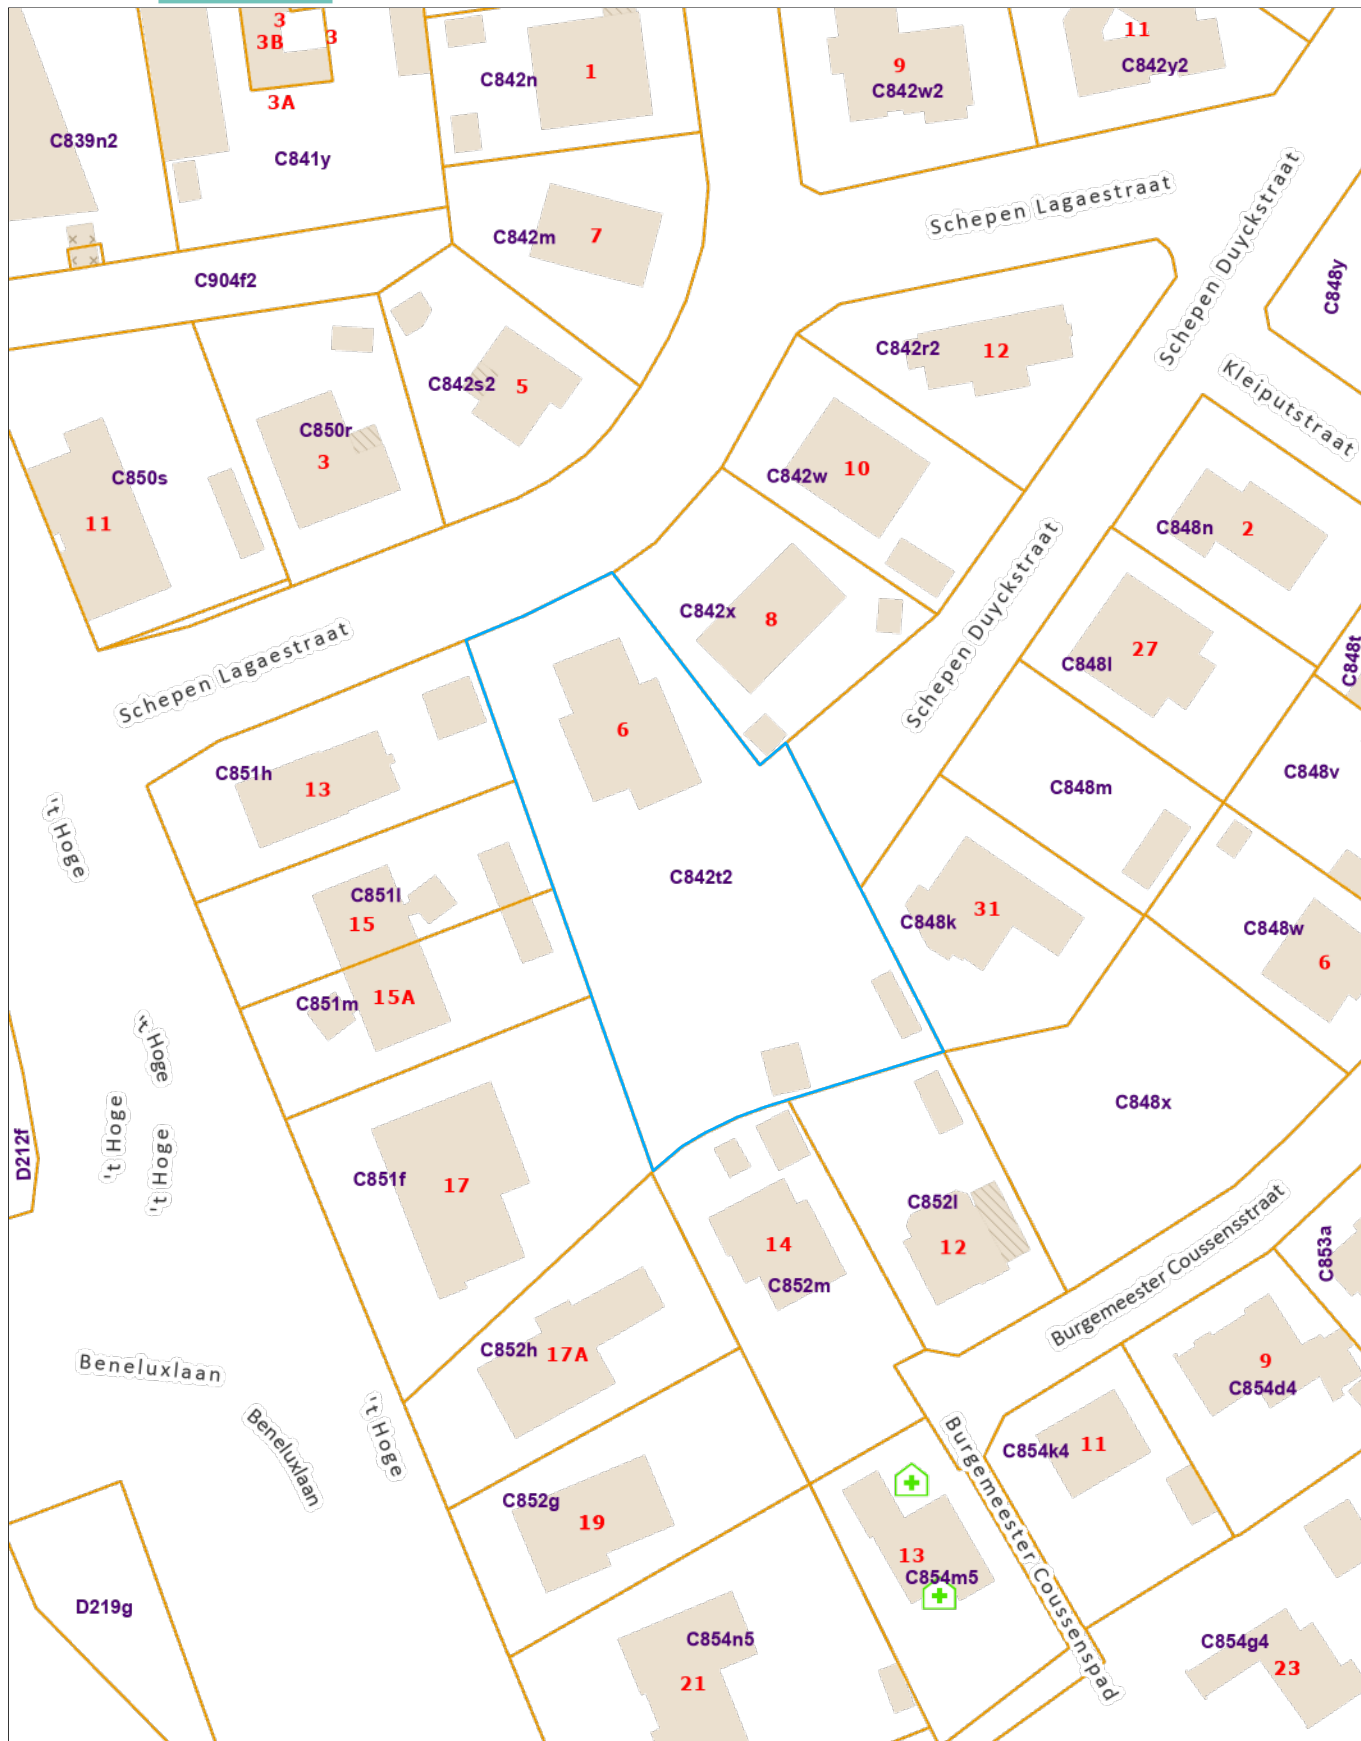 3
3B
3
3A
C842n
1
9
C842w2
11
C842y2
C839n2
C841y
Schepen Lagaestraat
Schepen Duyckstraat
C842m
7
C904f2
C848y
C842r2
12
Kleiputstraat
C842s2
5
C850r
3
C842w
10
C850s
11
C848n
2
Schepen Duyckstraat
C842x
8
C848l
27
C848t
Schepen Lagaestraat
6
C851h
13
C848m
C848v
't Hoge
C842t2
C851l
15
C848k
31
C848w
6
C851m
15A
't Hoge
't Hoge
't Hoge
D212f
C848x
C851f
17
C852l
12
14
C852m
Burgemeester Coussensstraat
C853a
C852h
17A
Beneluxlaan
Beneluxlaan
't Hoge
9
C854d4
C854k4
11
Burgemeester Coussenspad
C852g
19
13
C854m5
D219g
C854n5
21
C854g4
23